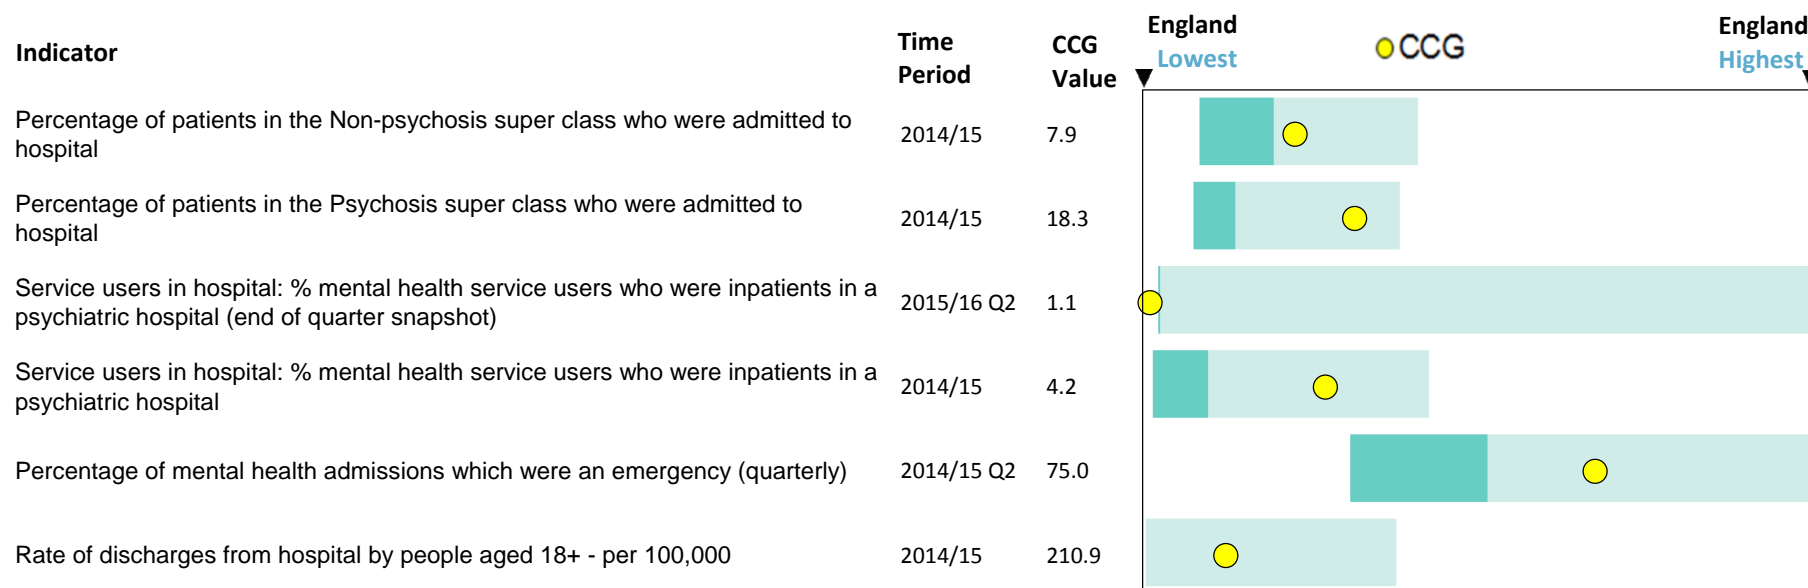 Indicator
Time Period
CCG Value
England Lowest
CCG
England Highest
Percentage of patients in the Non-psychosis super class who were admitted to
hospital
2014/15
7.9
Percentage of patients in the Psychosis super class who were admitted to
hospital
2014/15
18.3
Service users in hospital: % mental health service users who were inpatients in a
psychiatric hospital (end of quarter snapshot)
2015/16 Q2
1.1
Service users in hospital: % mental health service users who were inpatients in a
psychiatric hospital
2014/15
4.2
Percentage of mental health admissions which were an emergency (quarterly)
2014/15 Q2
75.0
Rate of discharges from hospital by people aged 18+ - per 100,000
2014/15
210.9